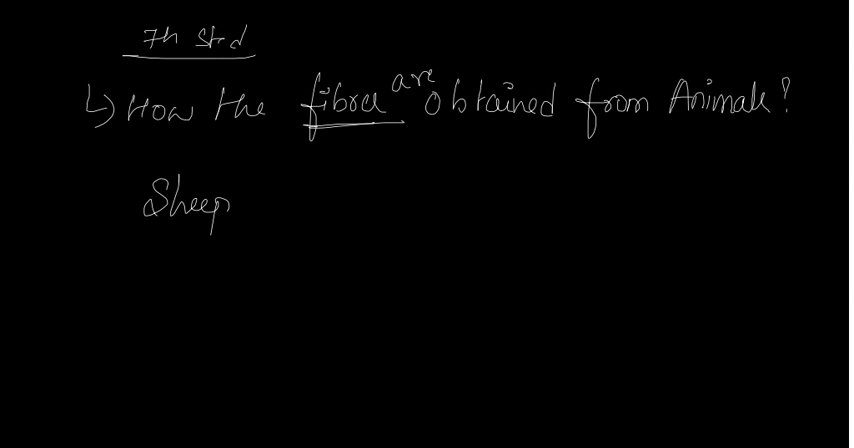 7th Std
↳ How the fibre are obtained from Animals?
Sheep